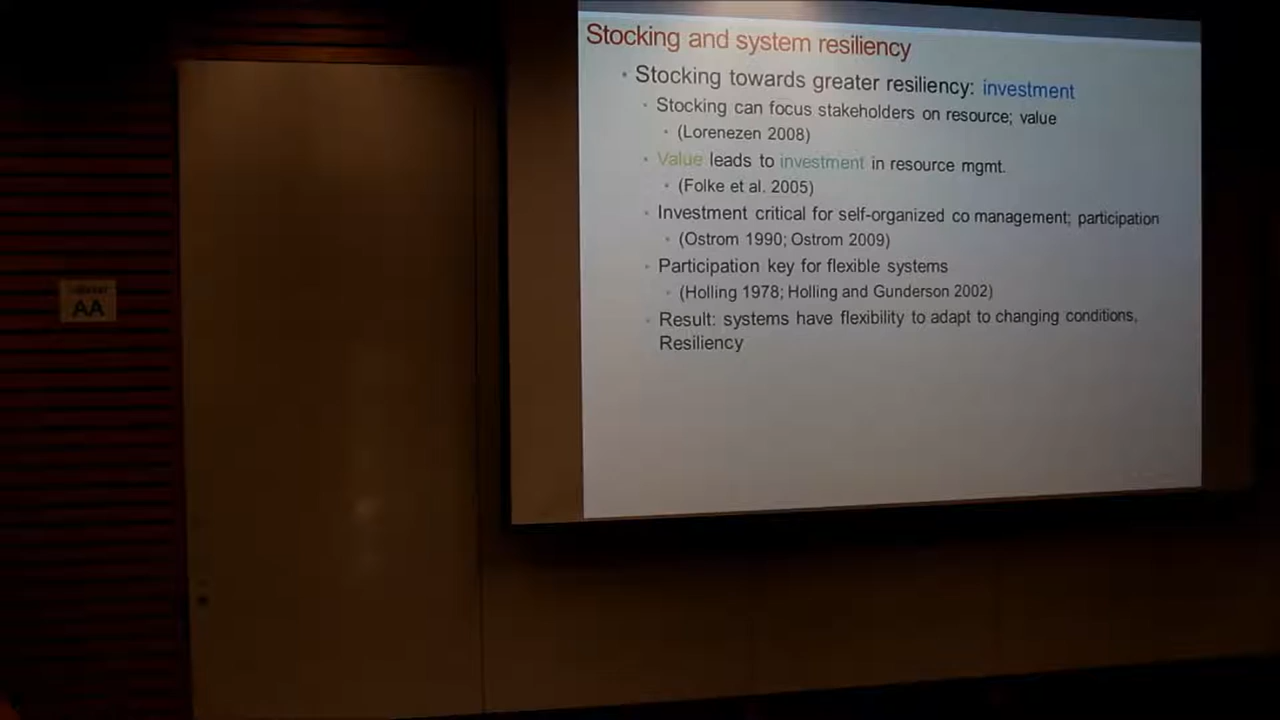 Stocking and system resiliency
Stocking towards greater resiliency: investment
Stocking can focus stakeholders on resource; value
(Lorenezen 2008)
Value leads to investment in resource mgmt.
(Folke et al. 2005)
Investment critical for self-organized co management; participation
(Ostrom 1990; Ostrom 2009)
Participation key for flexible systems
(Holling 1978; Holling and Gunderson 2002)
Result: systems have flexibility to adapt to changing conditions,
Resiliency
AA